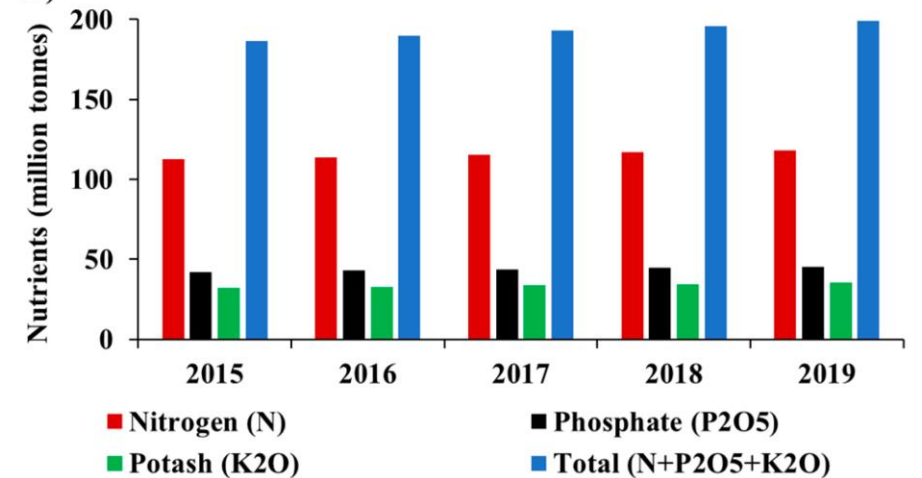 Nutrients (million tonnes)
200
150
100
50
0
2015 2016 2017 2018 2019
Nitrogen (N) Phosphate (P2O5)
Potash (K2O) Total (N+P2O5+K2O)